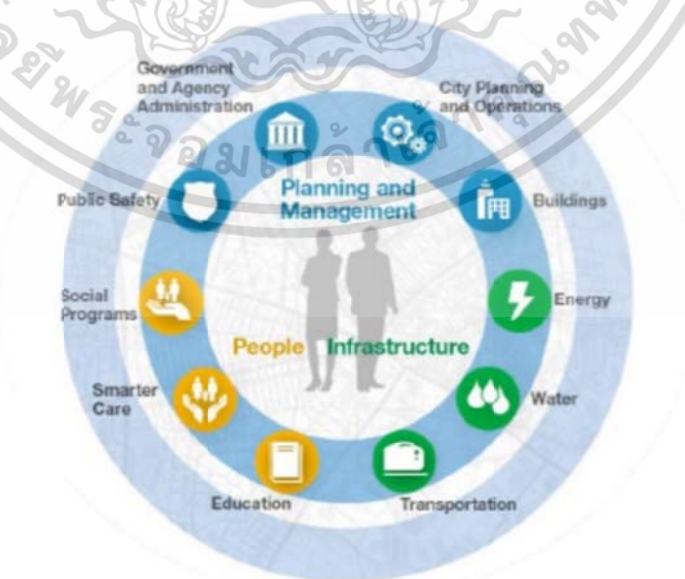 Government
and Agency
Administration
City Planning
and Operations
Public Safety
Planning and
Management
Buildings
Social
Programs
Energy
People
Infrastructure
Smarter
Care
Water
Education
Transportation